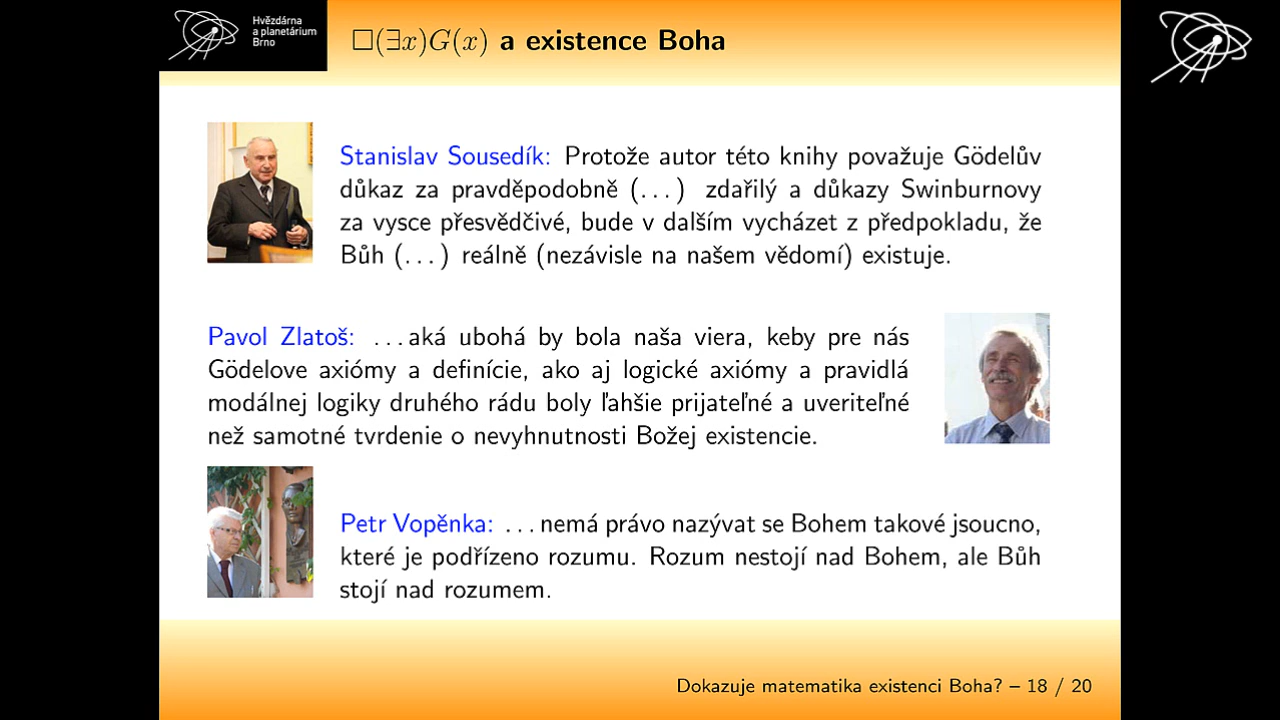 Hvězdárna
a planetárium
Brno
□(∃x)G(x) a existence Boha
Stanislav Sousedík: Protože autor této knihy považuje Gödelův
důkaz za pravděpodobně (...) zdařilý a důkazy Swinburnovy
za vysce přesvědčivé, bude v dalším vycházet z předpokladu, že
Bůh (...) reálně (nezávisle na našem vědomí) existuje.
Pavol Zlatoš: ...aká ubohá by bola naša viera, keby pre nás
Gödelove axiómy a definície, ako aj logické axiómy a pravidlá
modálnej logiky druhého rádu boly ľahšie prijateľné a uveriteľné
než samotné tvrdenie o nevyhnutnosti Božej existencie.
Petr Vopěnka: ...nemá právo nazývat se Bohem takové jsoucno,
které je podřízeno rozumu. Rozum nestojí nad Bohem, ale Bůh
stojí nad rozumem.
Dokazuje matematika existenci Boha? – 18 / 20